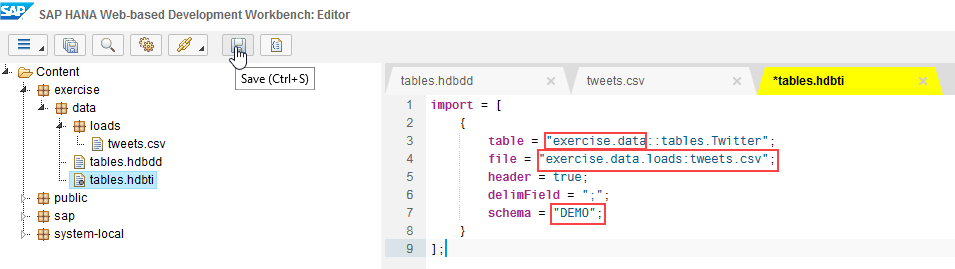 SAP SAP HANA Web-based Development Workbench: Editor
Save (Ctrl+S)
Content
exercise
data
loads
tweets.csv
tables.hdbdd
tables.hdbti
public
sap
system-local
tables.hdbdd tweets.csv *tables.hdbti
1 import = [
2 {
3 table = "exercise.data::tables.Twitter";
4 file = "exercise.data.loads:tweets.csv";
5 header = true;
6 delimField = ";";
7 schema = "DEMO";
8 }
9 ];